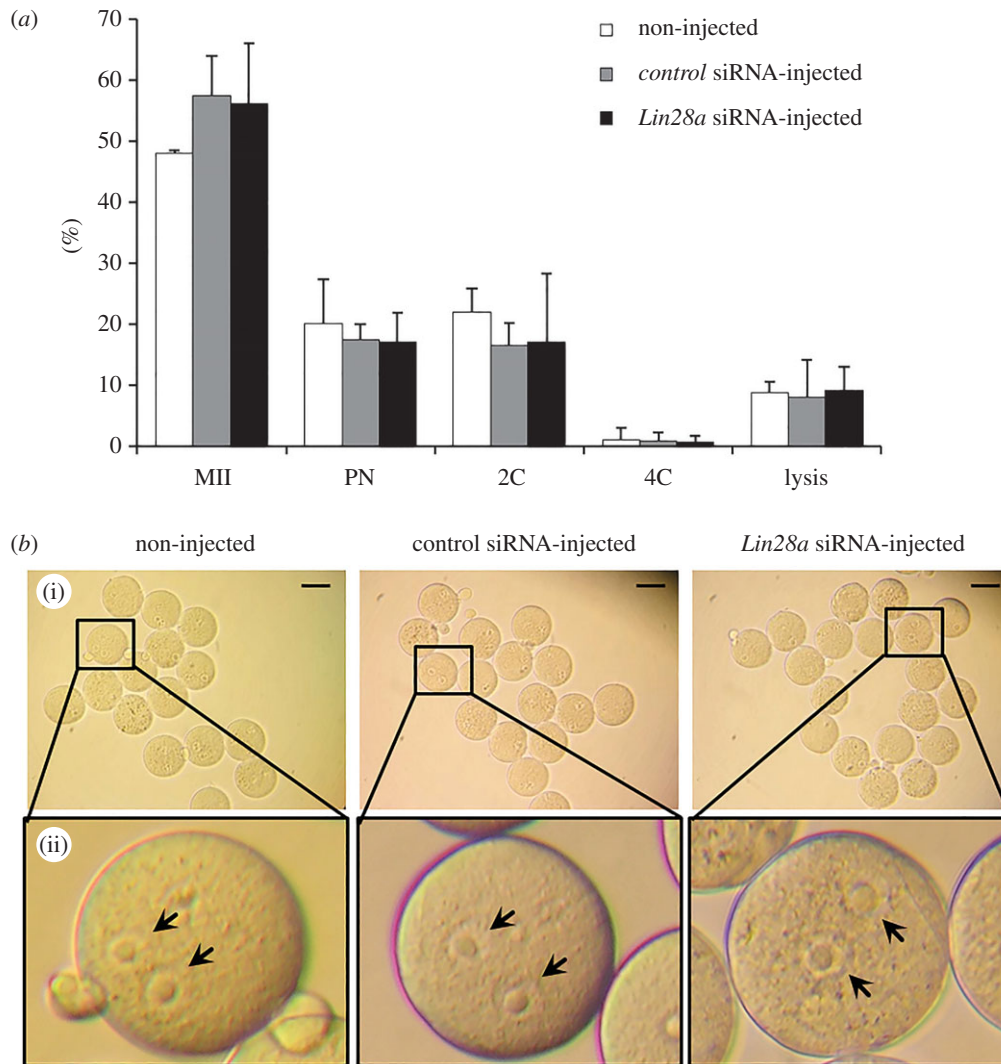 (a)
70
60
50
40
30
20
10
0
(%)
non-injected
control siRNA-injected
Lin28a siRNA-injected
MII PN 2C 4C lysis
(b) non-injected control siRNA-injected Lin28a siRNA-injected
(i)
(ii)